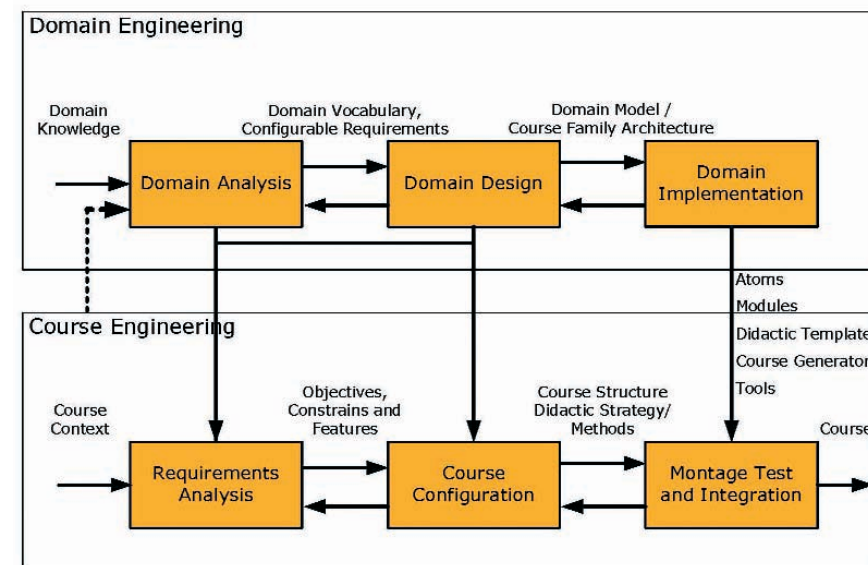 Domain Engineering
Domain
Knowledge
Domain Vocabulary,
Configurable Requirements
Domain Model /
Course Family Architecture
Domain Analysis
Domain Design
Domain
Implementation
Atoms
Modules
Didactic Template
Course Generator
Tools
Course Engineering
Course
Context
Objectives,
Constrains and
Features
Course Structure
Didactic Strategy/
Methods
Course
Requirements
Analysis
Course
Configuration
Montage Test
and Integration